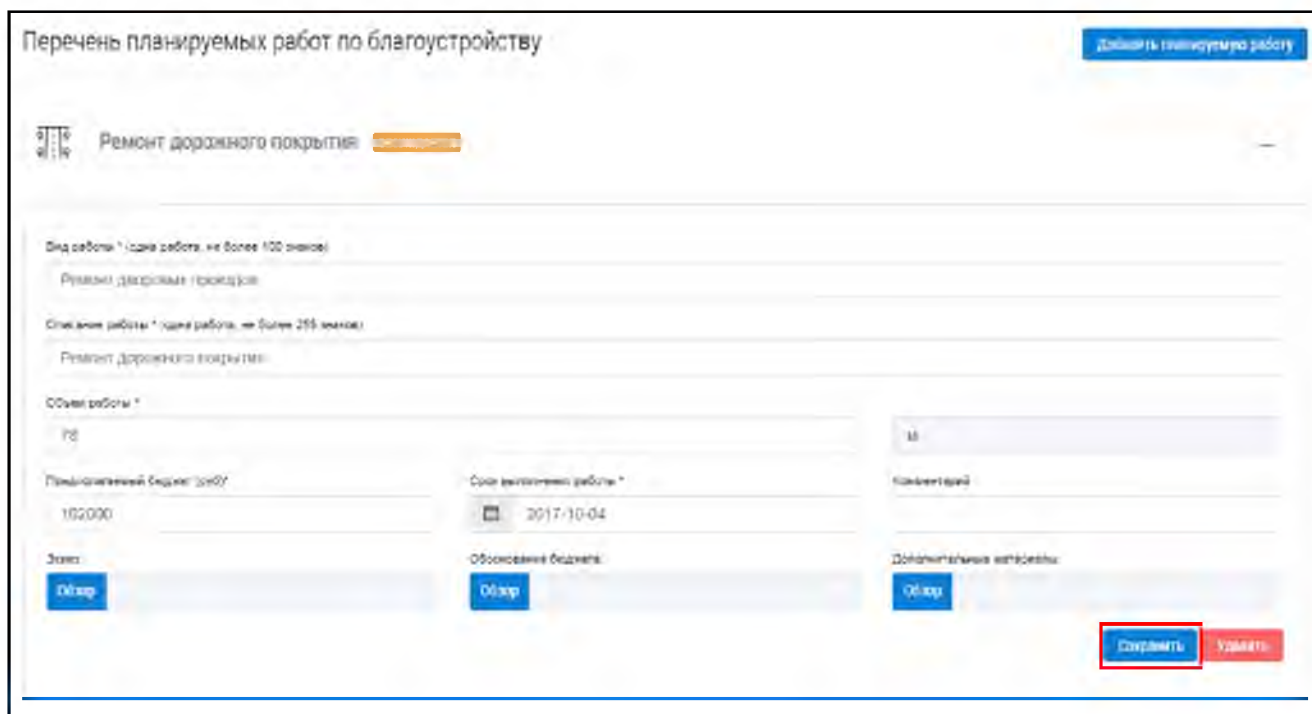 Перечень планируемых работ по благоустройству
Добавить планируемую работу
Ремонт дорожного покрытия
Вид работы * (одна работа, не более 100 знаков)
Ремонт дворовых проездов
Описание работы * (одна работа, не более 255 знаков)
Ремонт дорожного покрытия
Объем работы *
Предполагаемый бюджет (руб)*
Срок выполнения работы *
Комментарий
102000
2017-10-04
Эскиз
Обоснование бюджета
Дополнительные материалы
Обзор
Обзор
Обзор
Сохранить
Удалить